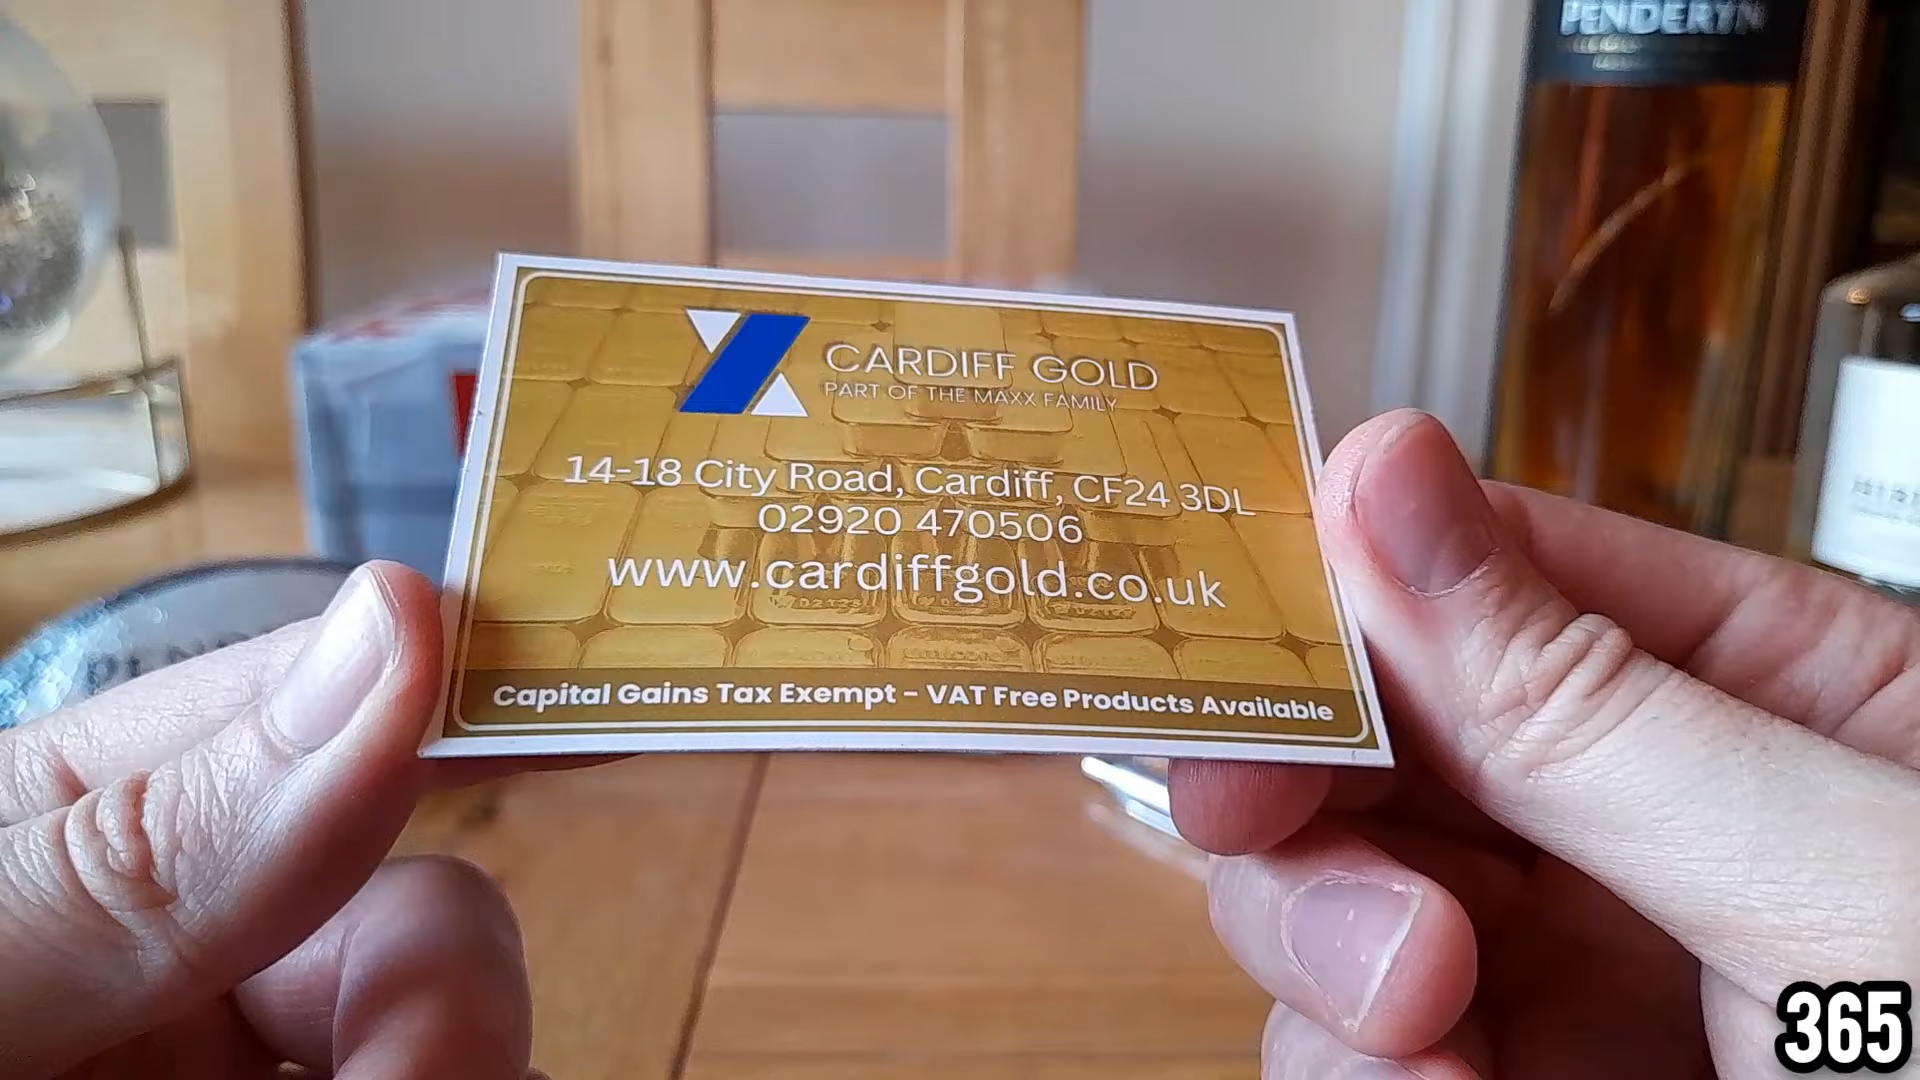 PENDERYN
CARDIFF GOLD
PART OF THE MAXX FAMILY
14-18 City Road, Cardiff, CF24 3DL
02920 470506
www.cardiffgold.co.uk
Capital Gains Tax Exempt - VAT Free Products Available
365